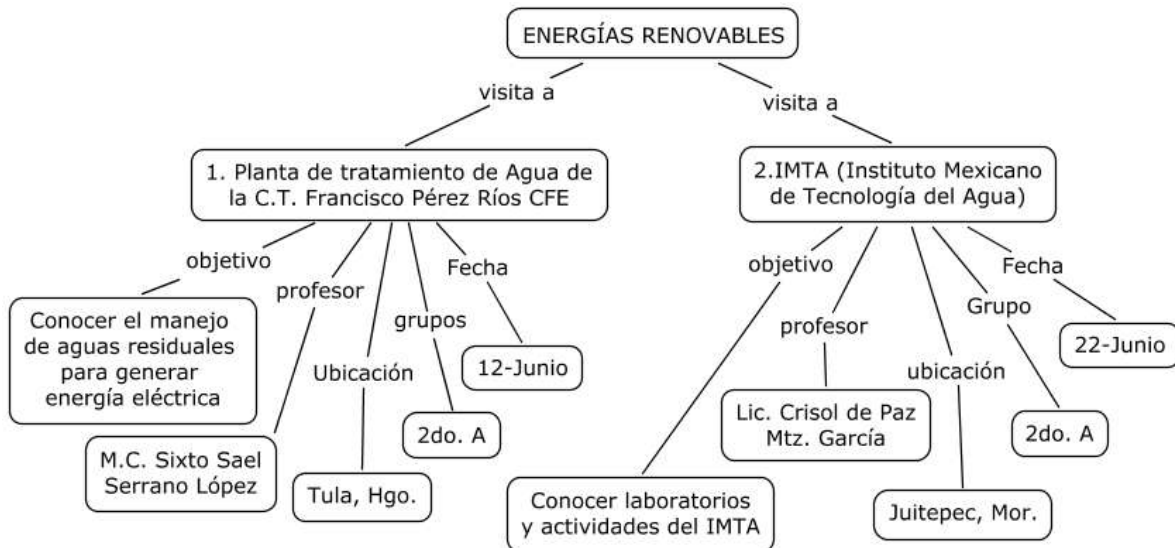 ENERGÍAS RENOVABLES
visita a
visita a
1. Planta de tratamiento de Agua de
la C.T. Francisco Pérez Ríos CFE
2.IMTA (Instituto Mexicano
de Tecnología del Agua)
objetivo
profesor
Ubicación
grupos
Fecha
Conocer el manejo
de aguas residuales
para generar
energía eléctrica
M.C. Sixto Sael
Serrano López
Tula, Hgo.
2do. A
12-Junio
objetivo
profesor
ubicación
Grupo
Fecha
Conocer laboratorios
y actividades del IMTA
Lic. Crisol de Paz
Mtz. García
Juitepec, Mor.
2do. A
22-Junio